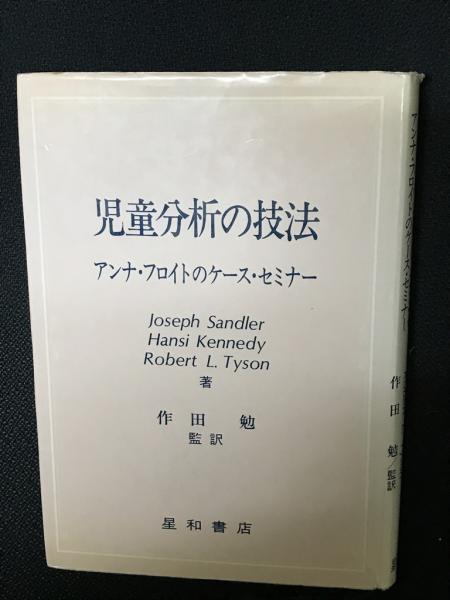 児童分析の技法
アンナ・フロイトのケース・セミナー
Joseph Sandler
Hansi Kennedy
Robert L. Tyson
著
作田 勉
監訳
星和書店
アンナ・フロイトのケース・セミナー
作田 勉/監訳